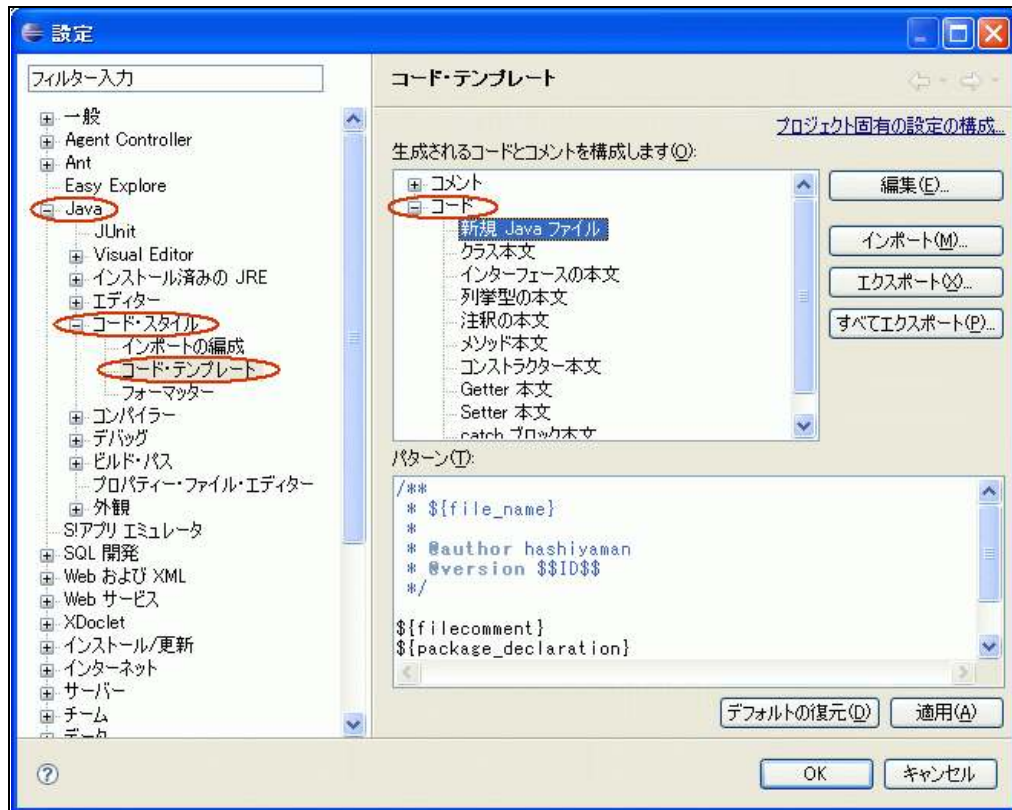 設定
フィルター入力
一般
Agent Controller
Ant
Easy Explore
Java
JUnit
Visual Editor
インストール済みの JRE
エディター
コード・スタイル
インポートの編成
コード・テンプレート
フォーマッター
コンパイラー
デバッグ
ビルド・パス
プロパティー・ファイル・エディター
外観
S!アプリ エミュレータ
SQL 開発
Web および XML
Web サービス
XDoclet
インストール/更新
インターネット
サーバー
チーム
データ
コード・テンプレート
プロジェクト固有の設定の構成...
生成されるコードとコメントを構成します(O):
コメント
コード
新規 Java ファイル
クラス本文
インターフェースの本文
列挙型の本文
注釈の本文
メソッド本文
コンストラクター本文
Getter 本文
Setter 本文
catch ブロック本文
編集(E)...
インポート(M)...
エクスポート(X)...
すべてエクスポート(P)...
パターン(T):
/**
* ${file_name}
*
* @author hashiyaman
* @version $$ID$$
*/
${filecomment}
${package_declaration}
デフォルトの復元(D)
適用(A)
OK
キャンセル